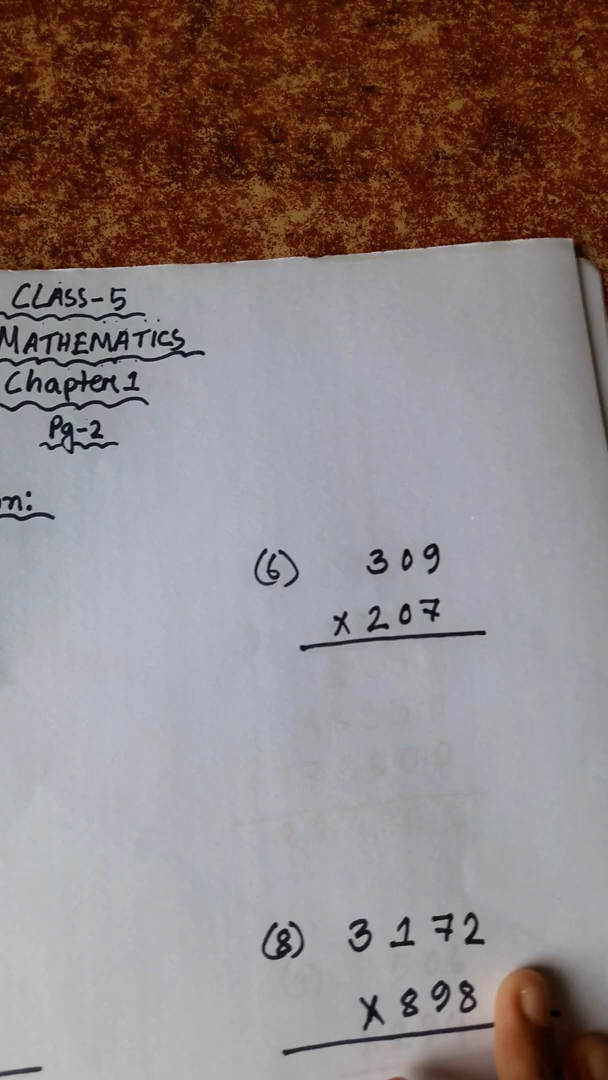 CLASS-5
MATHEMATICS
Chapter 1
Pg-2
(6) 309
x 207
(8) 3172
x 898